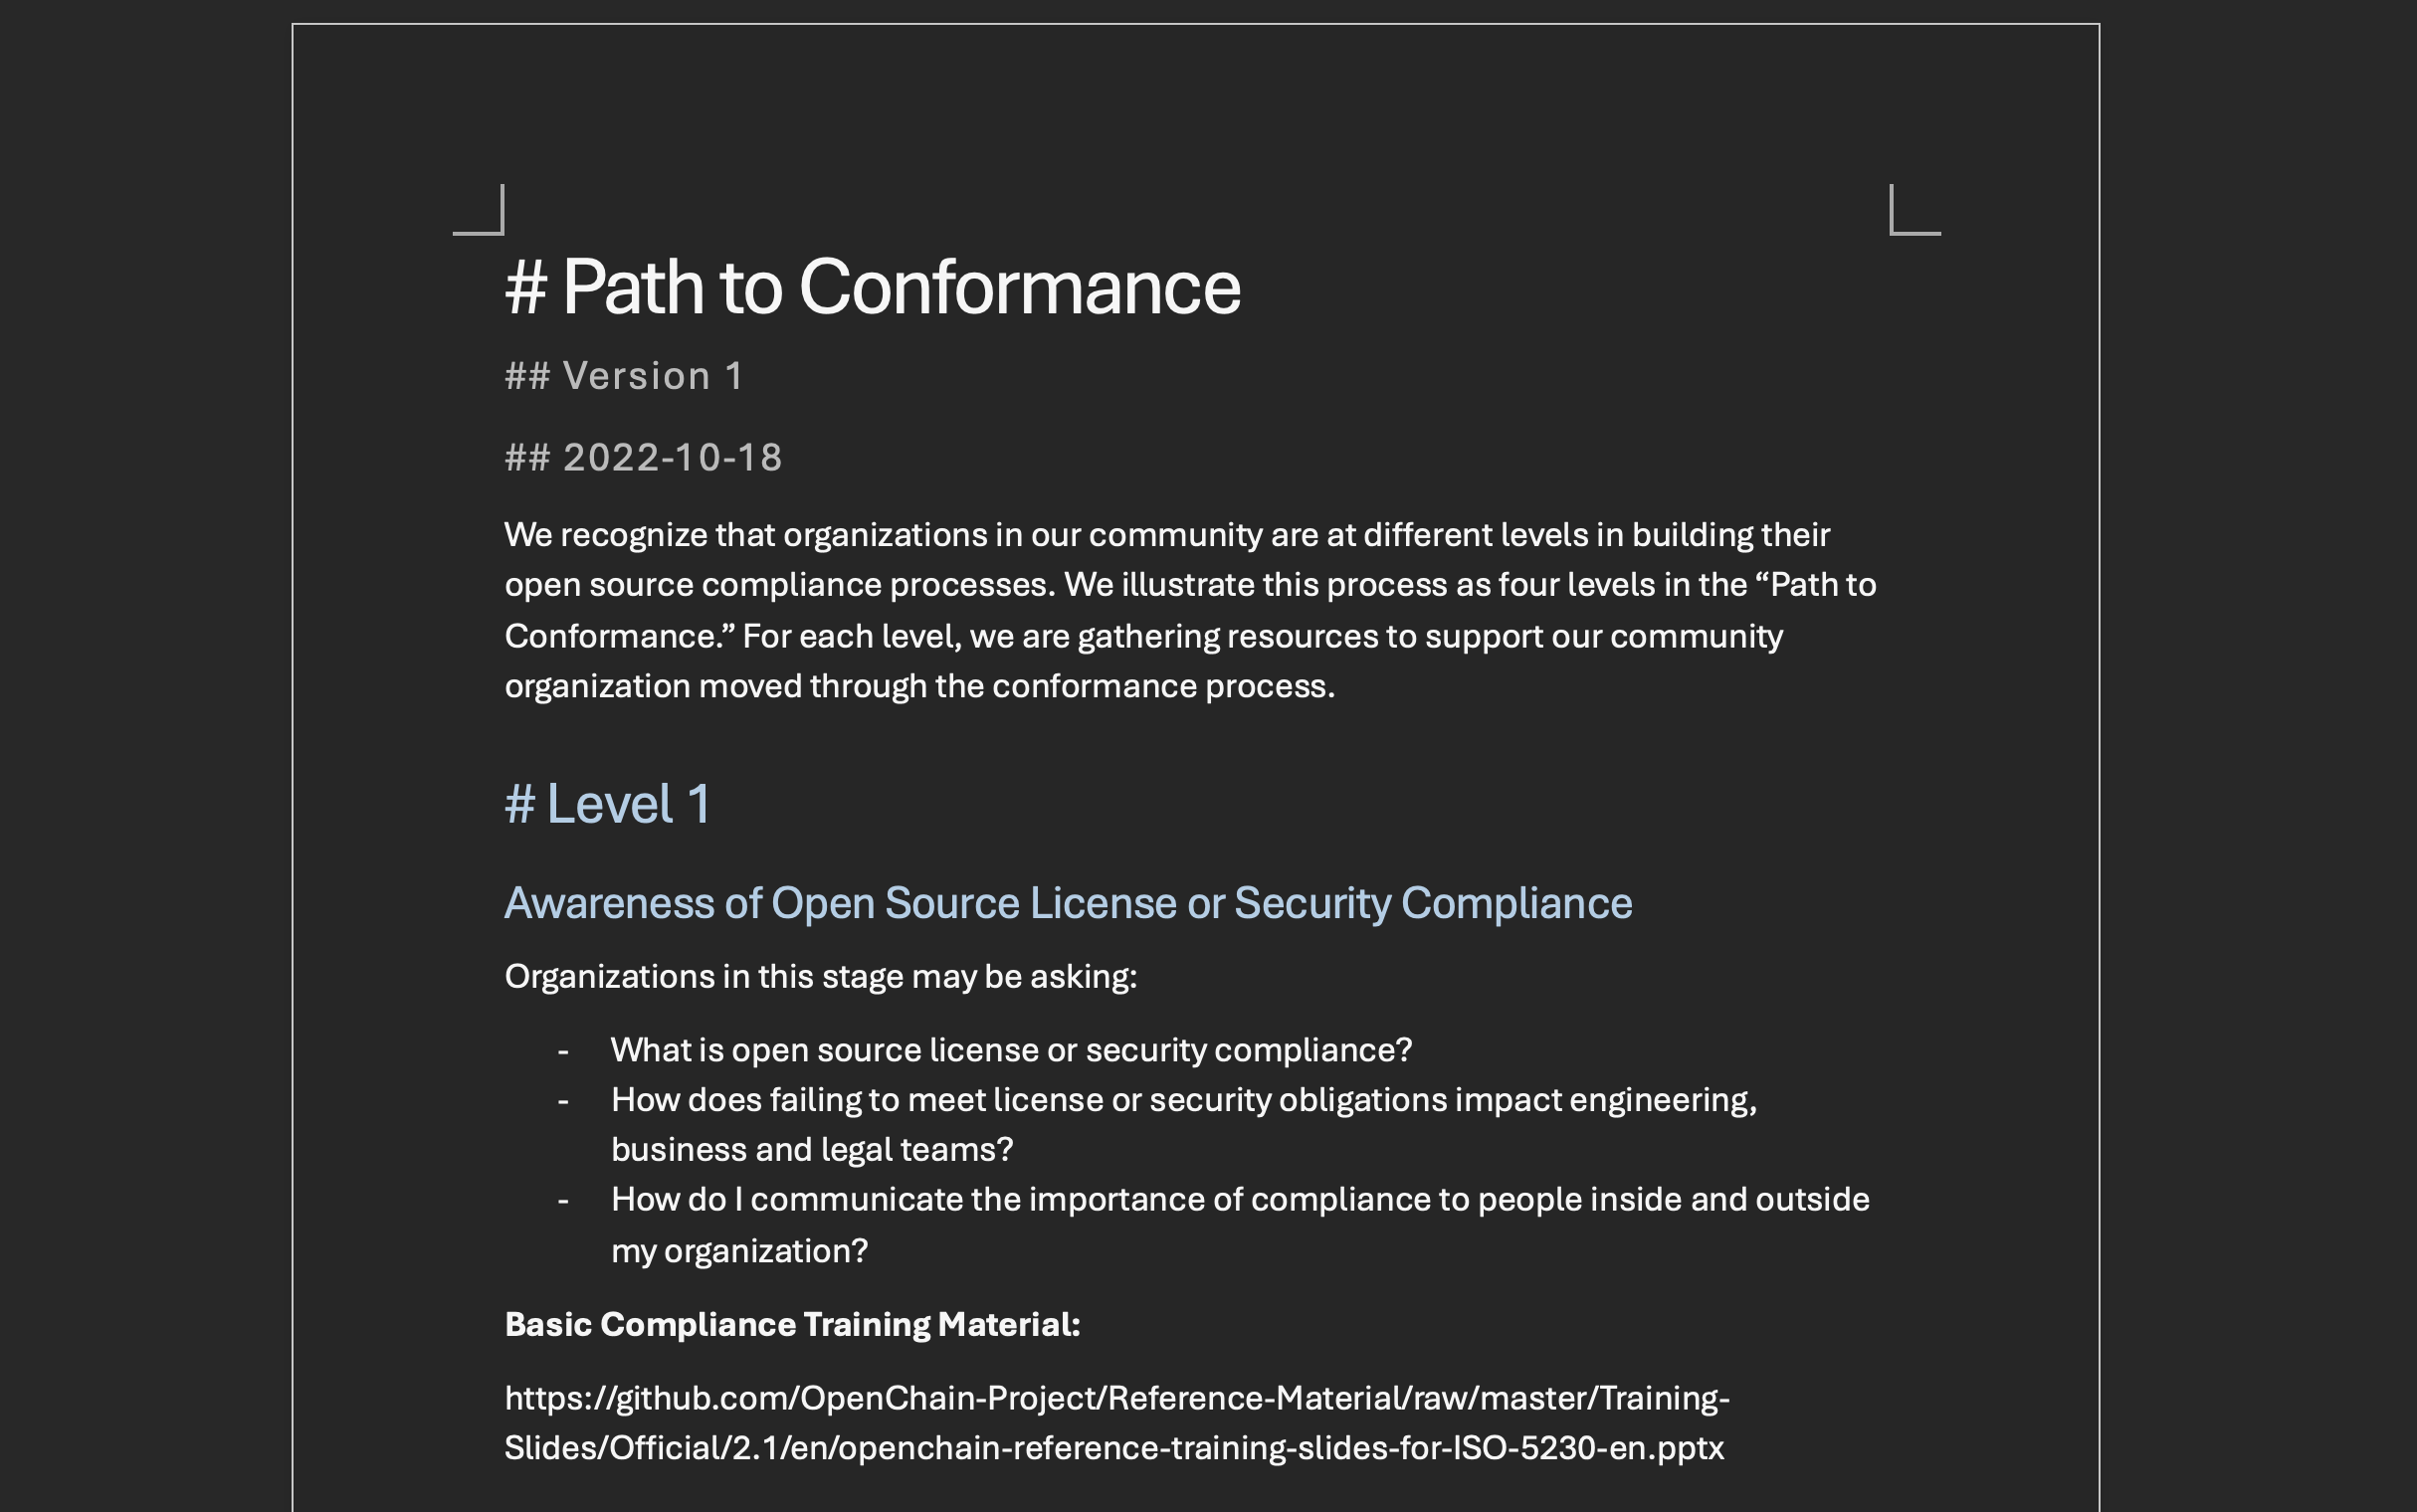 # Path to Conformance
## Version 1
## 2022-10-18
We recognize that organizations in our community are at different levels in building their
open source compliance processes. We illustrate this process as four levels in the “Path to
Conformance.” For each level, we are gathering resources to support our community
organization moved through the conformance process.
# Level 1
Awareness of Open Source License or Security Compliance
Organizations in this stage may be asking:
- What is open source license or security compliance?
- How does failing to meet license or security obligations impact engineering,
business and legal teams?
- How do I communicate the importance of compliance to people inside and outside
my organization?
Basic Compliance Training Material:
https://github.com/OpenChain-Project/Reference-Material/raw/master/Training-
Slides/Official/2.1/en/openchain-reference-training-slides-for-ISO-5230-en.pptx